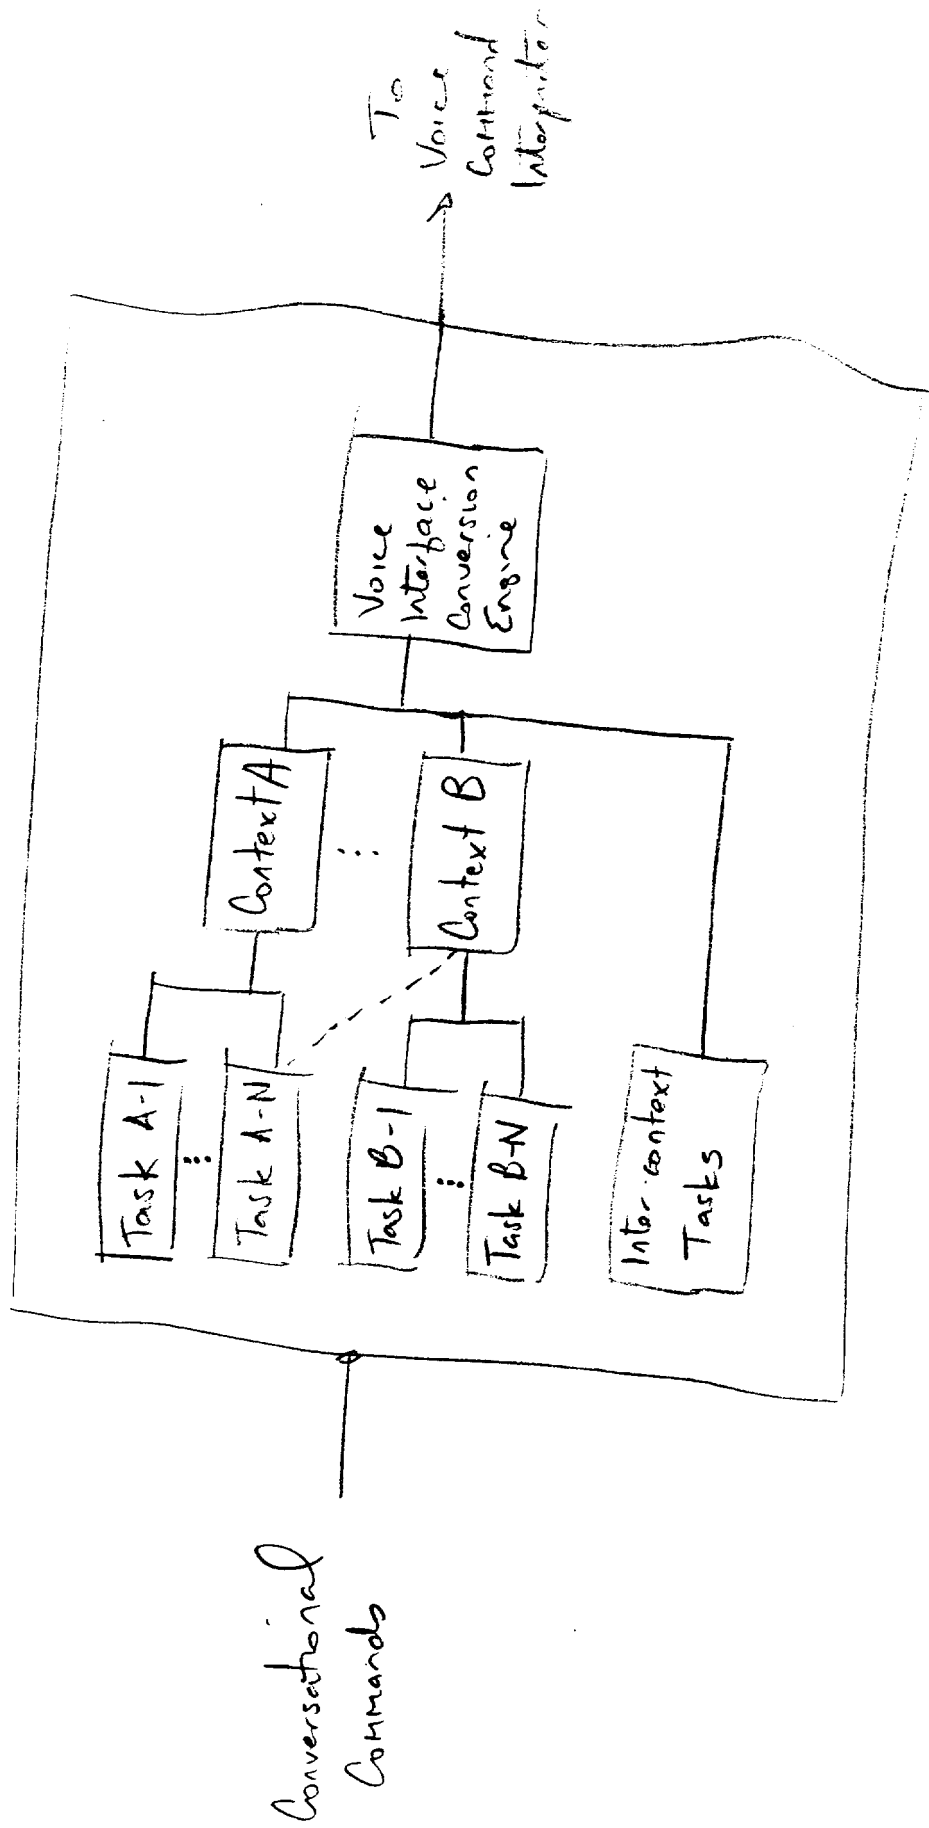 Conversational
Commands
Task A-1
Task A-N
Task B-1
Task B-N
Inter-context
Tasks
Context A
Context B
Voice
Interface
Conversion
Engine
To
Voice
Command